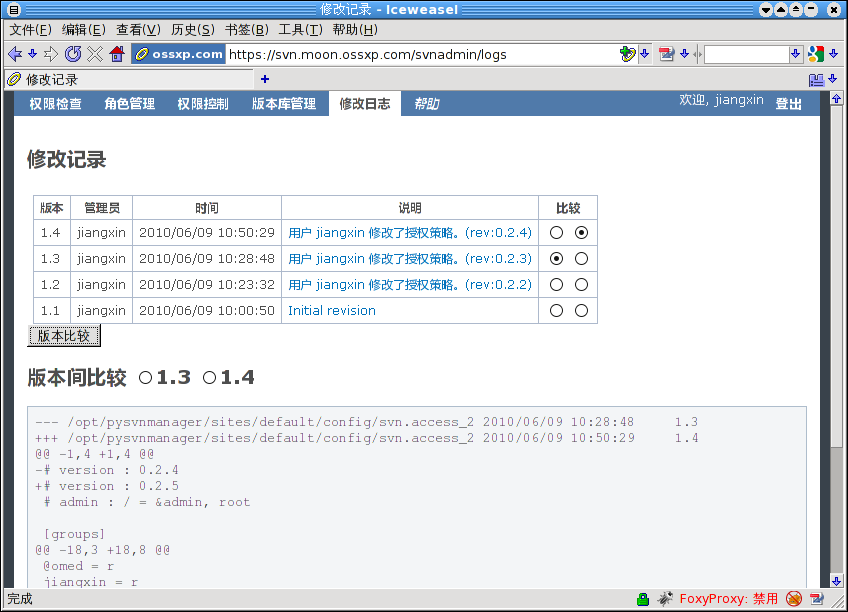 修改记录 - Iceweasel
文件(F) 编辑(E) 查看(V) 历史(S) 书签(B) 工具(T) 帮助(H)
ossxp.com https://svn.moon.ossxp.com/svnadmin/logs
修改记录 +
权限检查 角色管理 权限控制 版本库管理 修改日志 帮助 欢迎, jiangxin 登出
修改记录
版本 管理员 时间 说明 比较
1.4 jiangxin 2010/06/09 10:50:29 用户 jiangxin 修改了授权策略。(rev:0.2.4)
1.3 jiangxin 2010/06/09 10:28:48 用户 jiangxin 修改了授权策略。(rev:0.2.3)
1.2 jiangxin 2010/06/09 10:23:32 用户 jiangxin 修改了授权策略。(rev:0.2.2)
1.1 jiangxin 2010/06/09 10:00:50 Initial revision
版本比较
版本间比较 1.3 1.4
--- /opt/pysvnmanager/sites/default/config/svn.access_2 2010/06/09 10:28:48 1.3
+++ /opt/pysvnmanager/sites/default/config/svn.access_2 2010/06/09 10:50:29 1.4
@@ -1,4 +1,4 @@
-# version : 0.2.4
+# version : 0.2.5
# admin : / = &admin, root
[groups]
@@ -18,3 +18,8 @@
@omed = r
jiangxin = r
完成 FoxyProxy: 禁用